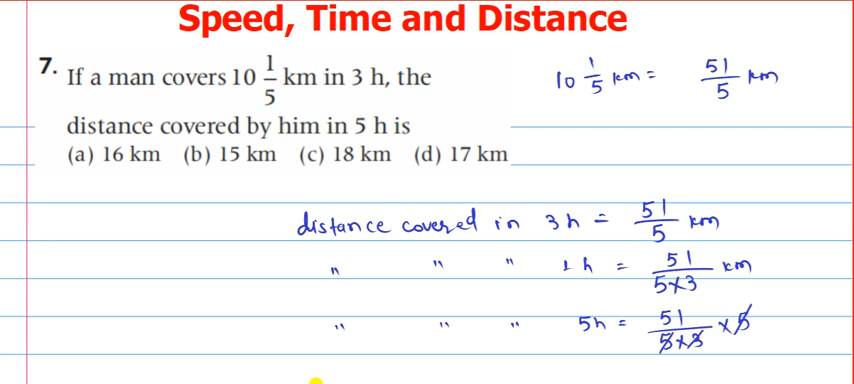 Speed, Time and Distance
7. If a man covers 10 1/5 km in 3 h, the
distance covered by him in 5 h is
(a) 16 km (b) 15 km (c) 18 km (d) 17 km
10 1/5 km = 51/5 km
distance covered in 3h = 51/5 km
" " " 1 h = 51/5×3 km
" " " 5h = 51/5×3 × 5